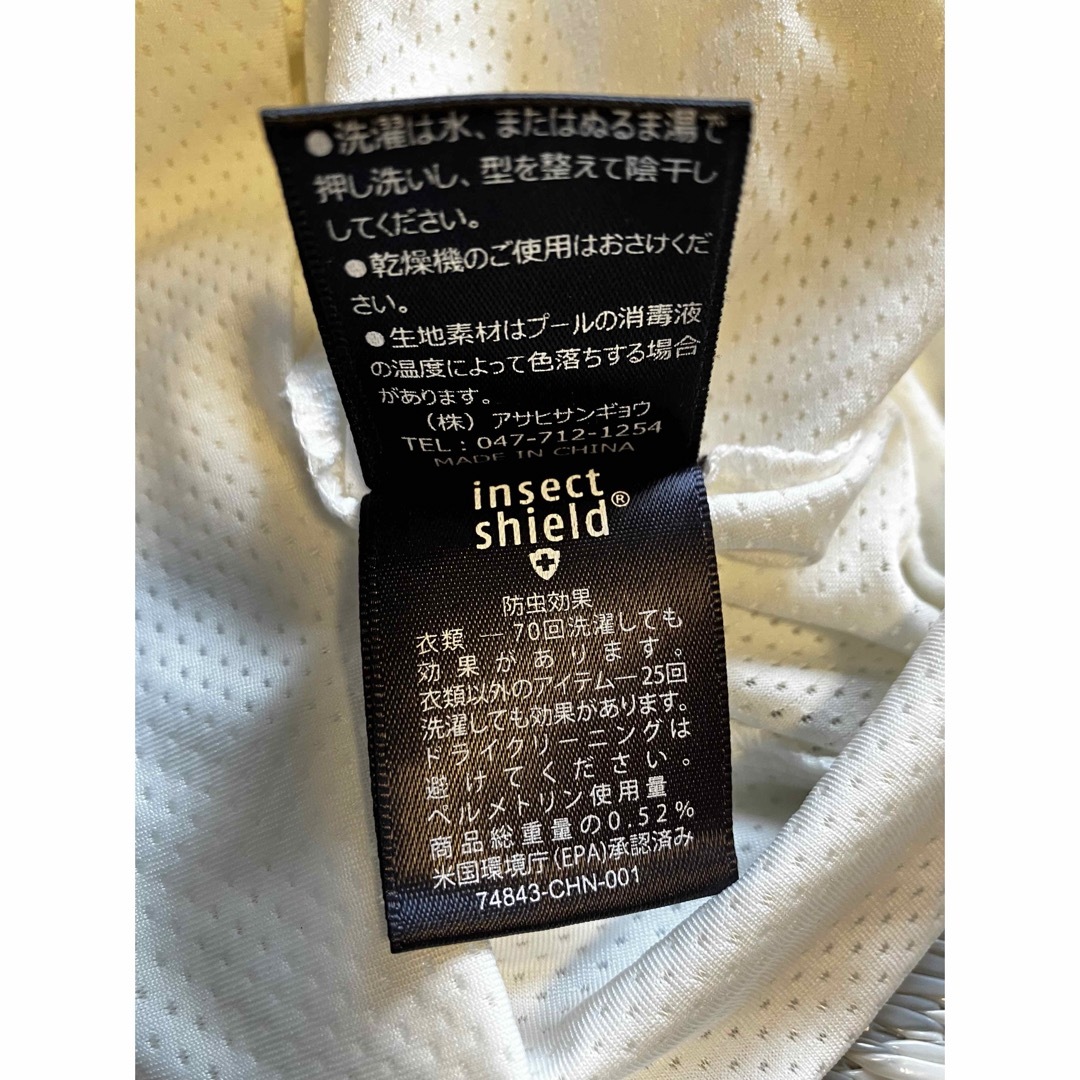 ●洗濯は水、またはぬるま湯で
押し洗いし、型を整えて陰干し
してください。
●乾燥機のご使用はおさけくだ
さい。
●生地素材はプールの消毒液
の温度によって色落ちする場合
があります。
（株）アサヒサンギョウ
TEL：047-712-1254
MADE IN CHINA
insect
shield®
防虫効果
衣類 ― 70回洗濯しても
効果があります。
衣類以外のアイテム― 25回
洗濯しても効果があります。
ドライクリーニングは
避けてください。
ペルメトリン使用量
商品総重量の0.52%
米国環境庁(EPA)承認済み
74843-CHN-001